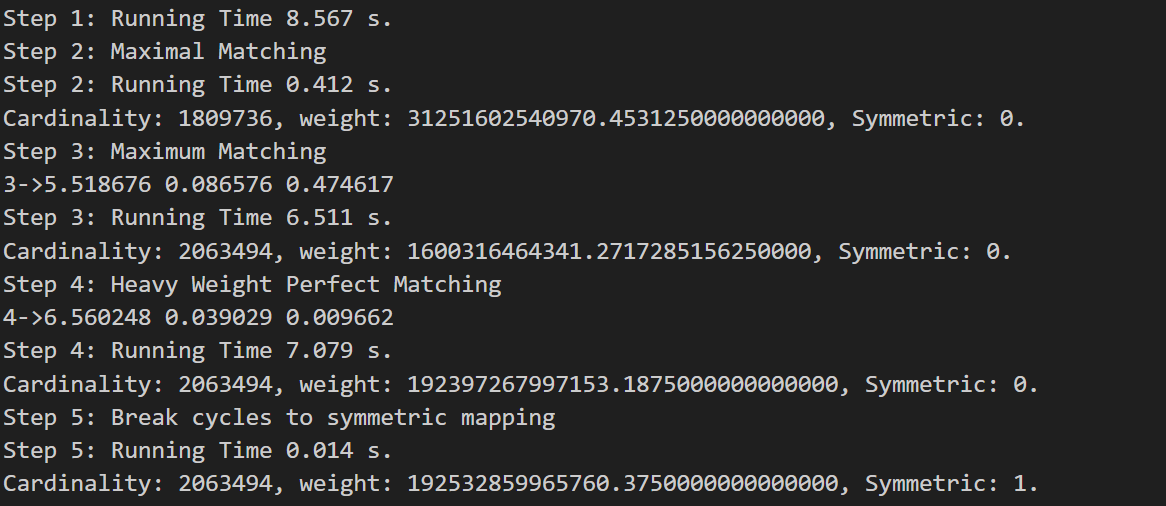 Step 1: Running Time 8.567 s.
Step 2: Maximal Matching
Step 2: Running Time 0.412 s.
Cardinality: 1809736, weight: 31251602540970.4531250000000000, Symmetric: 0.
Step 3: Maximum Matching
3->5.518676 0.086576 0.474617
Step 3: Running Time 6.511 s.
Cardinality: 2063494, weight: 1600316464341.2717285156250000, Symmetric: 0.
Step 4: Heavy Weight Perfect Matching
4->6.560248 0.039029 0.009662
Step 4: Running Time 7.079 s.
Cardinality: 2063494, weight: 192397267997153.1875000000000000, Symmetric: 0.
Step 5: Break cycles to symmetric mapping
Step 5: Running Time 0.014 s.
Cardinality: 2063494, weight: 192532859965760.3750000000000000, Symmetric: 1.